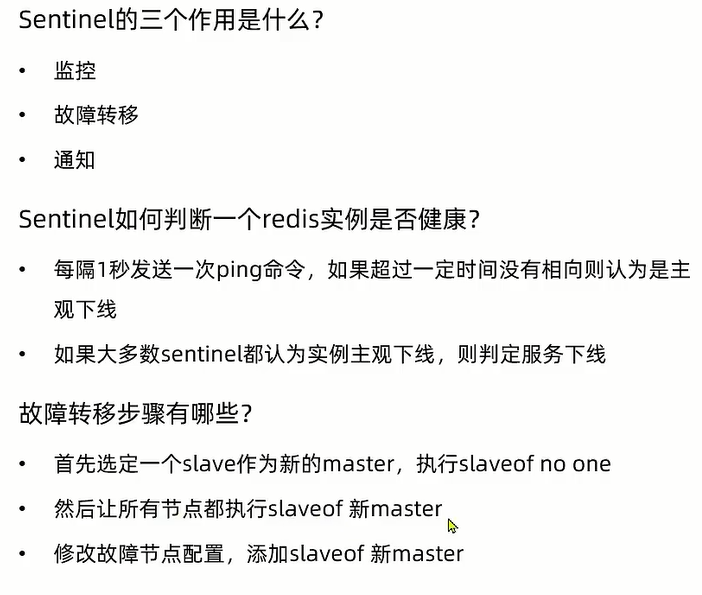 Sentinel的三个作用是什么？
• 监控
• 故障转移
• 通知
Sentinel如何判断一个redis实例是否健康？
• 每隔1秒发送一次ping命令，如果超过一定时间没有相向则认为是主
观下线
• 如果大多数sentinel都认为实例主观下线，则判定服务下线
故障转移步骤有哪些？
• 首先选定一个slave作为新的master，执行slaveof no one
• 然后让所有节点都执行slaveof 新master
• 修改故障节点配置，添加slaveof 新master